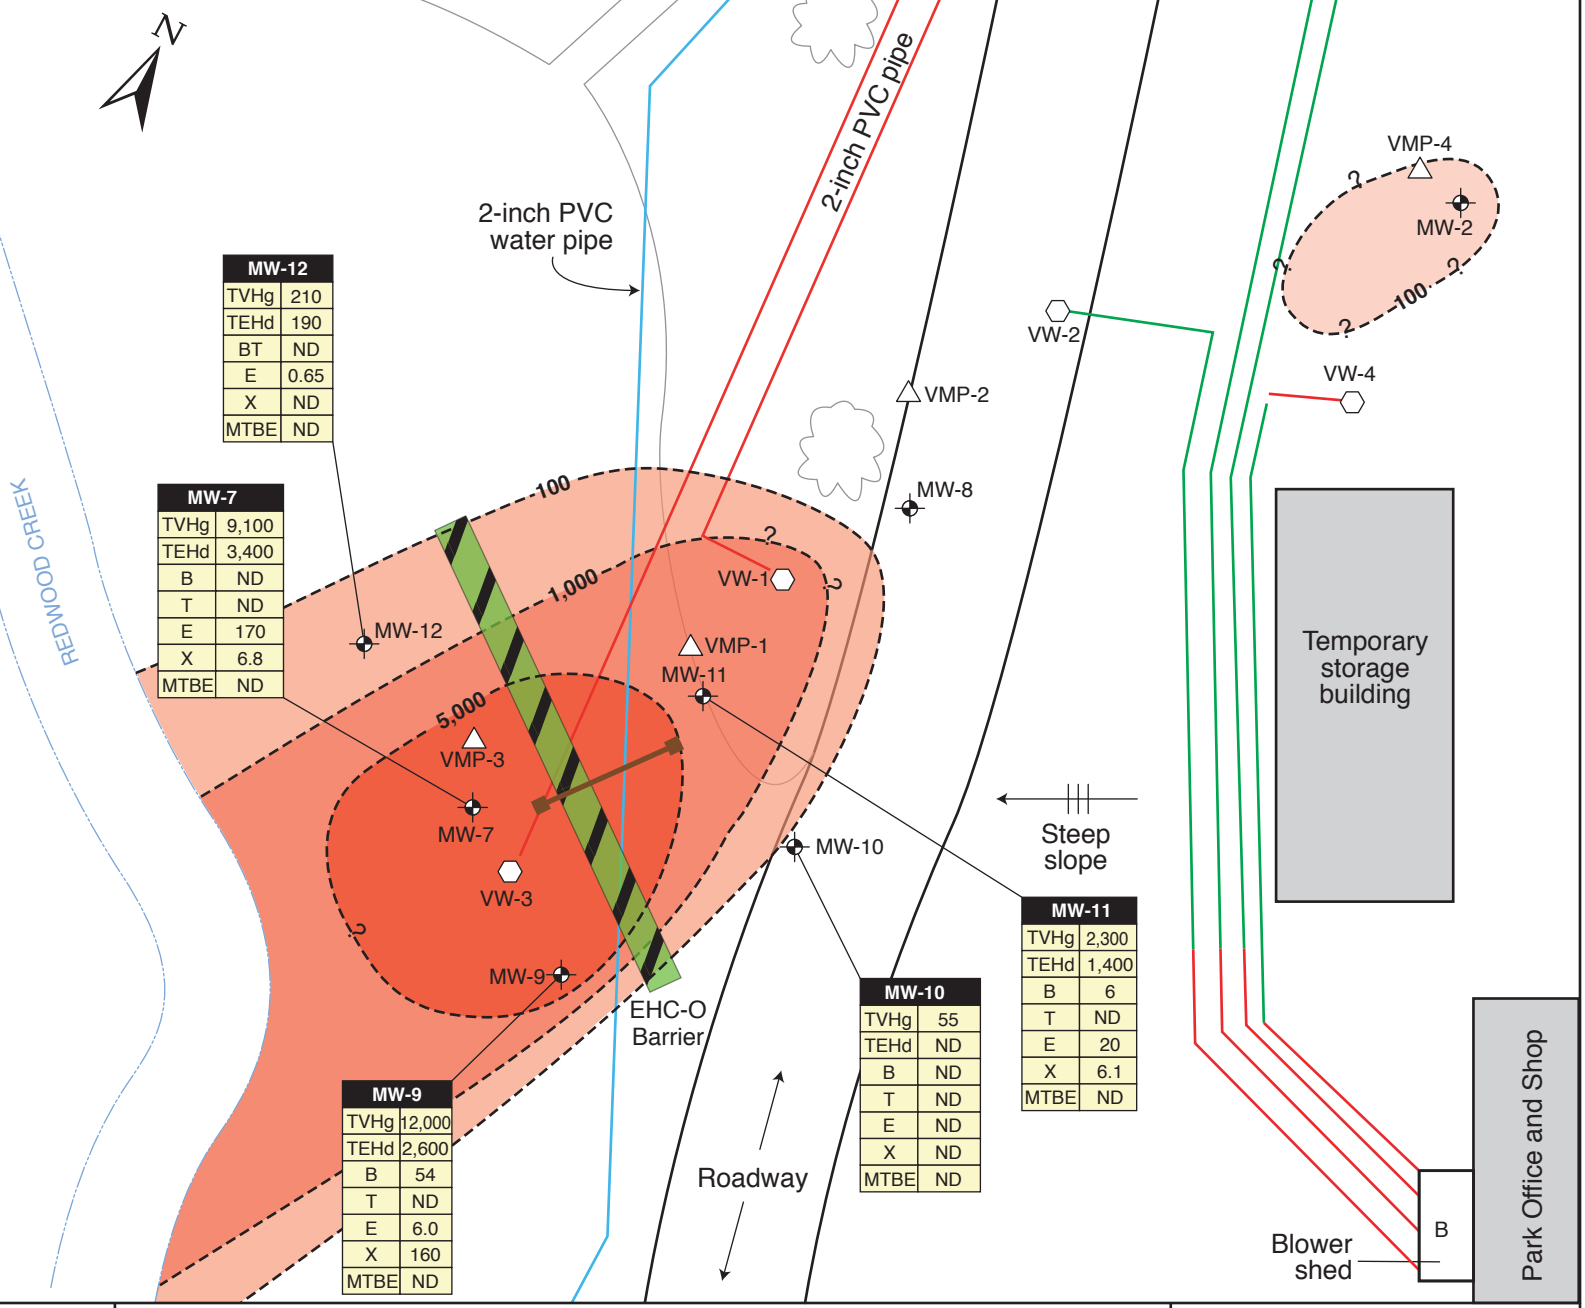 N
2-inch PVC pipe
VMP-4
MW-2
?
?
?
?
100
2-inch PVC
water pipe
VW-2
VW-4
VMP-2
MW-8
MW-12
TVHg 210
TEHd 190
BT ND
E 0.65
X ND
MTBE ND
REDWOOD CREEK
MW-7
TVHg 9,100
TEHd 3,400
B ND
T ND
E 170
X 6.8
MTBE ND
100
1,000
5,000
?
?
?
VW-1
MW-12
VMP-1
MW-11
VMP-3
MW-7
VW-3
MW-9
MW-10
EHC-O
Barrier
Steep
slope
Temporary
storage
building
MW-11
TVHg 2,300
TEHd 1,400
B 6
T ND
E 20
X 6.1
MTBE ND
MW-10
TVHg 55
TEHd ND
B ND
T ND
E ND
X ND
MTBE ND
MW-9
TVHg 12,000
TEHd 2,600
B 54
T ND
E 6.0
X 160
MTBE ND
Roadway
Blower
shed
B
Park Office and Shop